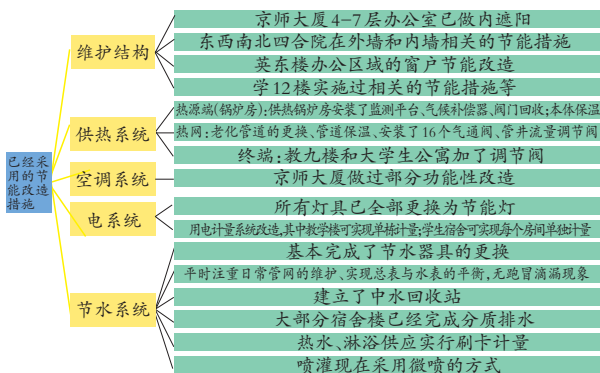 已经采
用的节
能改造
措施
维护结构
京师大厦4-7层办公室已做内遮阳
东西南北四合院在外墙和内墙相关的节能措施
英东楼办公区域的窗户节能改造
学12楼实施过相关的节能措施等
供热系统
热源端(锅炉房):供热锅炉房安装了监测平台、气候补偿器、阀门回收;本体保温
热网:老化管道的更换、管道保温、安装了16个气通阀、管井流量调节阀
终端:教九楼和大学生公寓加了调节阀
空调系统
京师大厦做过部分功能性改造
电系统
所有灯具已全部更换为节能灯
用电计量系统改造,其中教学楼可实现单栋计量;学生宿舍可实现每个房间单独计量
节水系统
基本完成了节水器具的更换
平时注重日常管网的维护、实现总表与水表的平衡,无跑冒滴漏现象
建立了中水回收站
大部分宿舍楼已经完成分质排水
热水、淋浴供应实行刷卡计量
喷灌现在采用微喷的方式